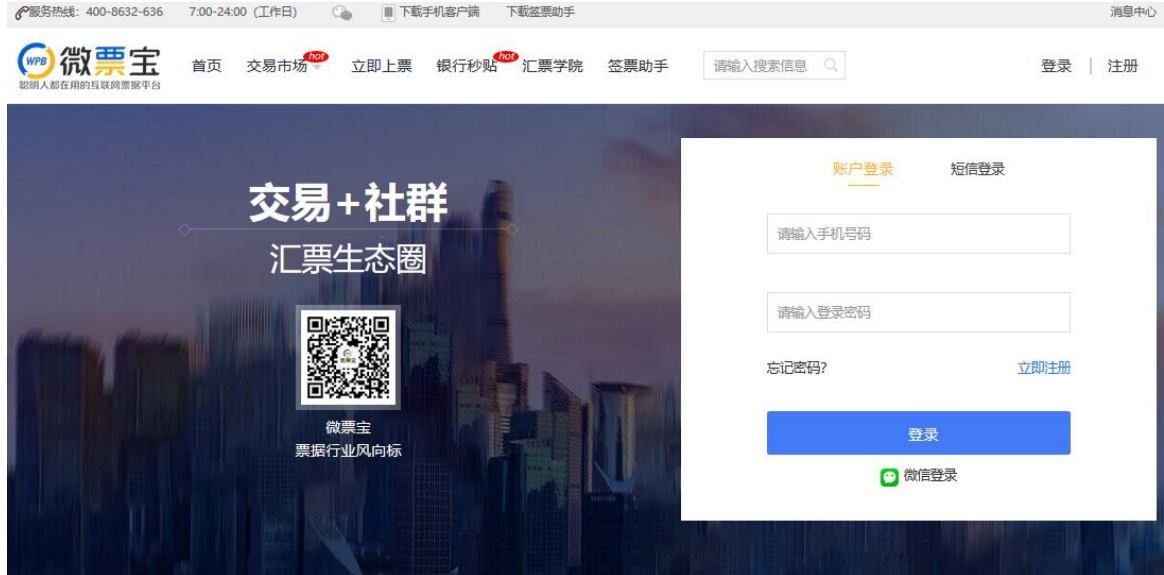 服务热线：400-8632-636 7:00-24:00 (工作日) 下载手机客户端 下载签票助手 消息中心
WPB 微票宝 首页 交易市场 hot 立即上票 银行秒贴 hot 汇票学院 签票助手 请输入搜索信息 登录 注册
聪明人都在用的互联网票据平台
账户登录 短信登录
交易+社群
请输入手机号码
汇票生态圈
请输入登录密码
忘记密码? 立即注册
微票宝
登录
票据行业风向标
微信登录